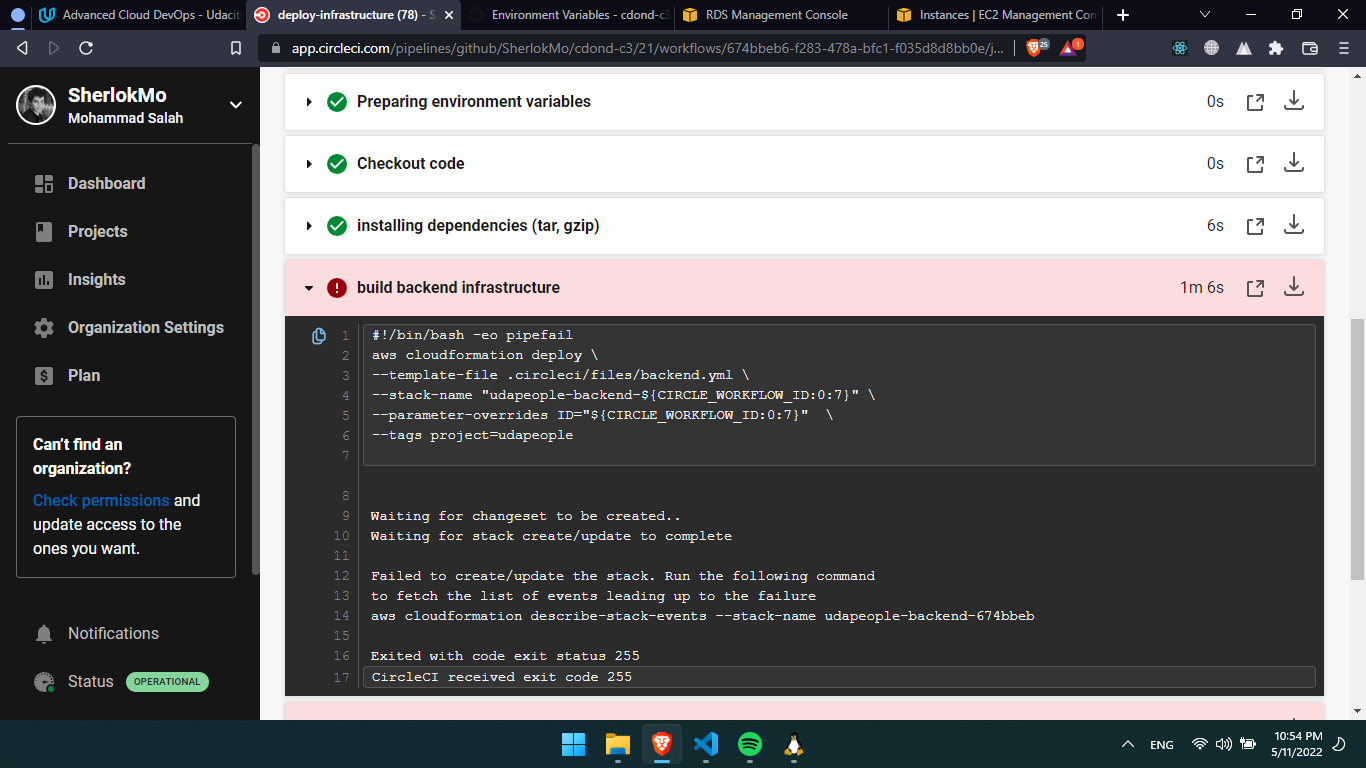 Advanced Cloud DevOps - Udaci
deploy-infrastructure (78) - S
Environment Variables - cdond-c3
RDS Management Console
Instances | EC2 Management Con
app.circleci.com/pipelines/github/SherlokMo/cdond-c3/21/workflows/674bbeb6-f283-478a-bfc1-f035d8d8bb0e/j...
25
1
SherlokMo
Mohammad Salah
Dashboard
Projects
Insights
Organization Settings
Plan
Can't find an
organization?
Check permissions and
update access to the
ones you want.
Notifications
Status OPERATIONAL
Preparing environment variables 0s
Checkout code 0s
installing dependencies (tar, gzip) 6s
build backend infrastructure 1m 6s
1 #!/bin/bash -eo pipefail
2 aws cloudformation deploy \
3 --template-file .circleci/files/backend.yml \
4 --stack-name "udapeople-backend-${CIRCLE_WORKFLOW_ID:0:7}" \
5 --parameter-overrides ID="${CIRCLE_WORKFLOW_ID:0:7}"  \
6 --tags project=udapeople
7
8
9 Waiting for changeset to be created..
10 Waiting for stack create/update to complete
11
12 Failed to create/update the stack. Run the following command
13 to fetch the list of events leading up to the failure
14 aws cloudformation describe-stack-events --stack-name udapeople-backend-674bbeb
15
16 Exited with code exit status 255
17 CircleCI received exit code 255
ENG
10:54 PM
5/11/2022